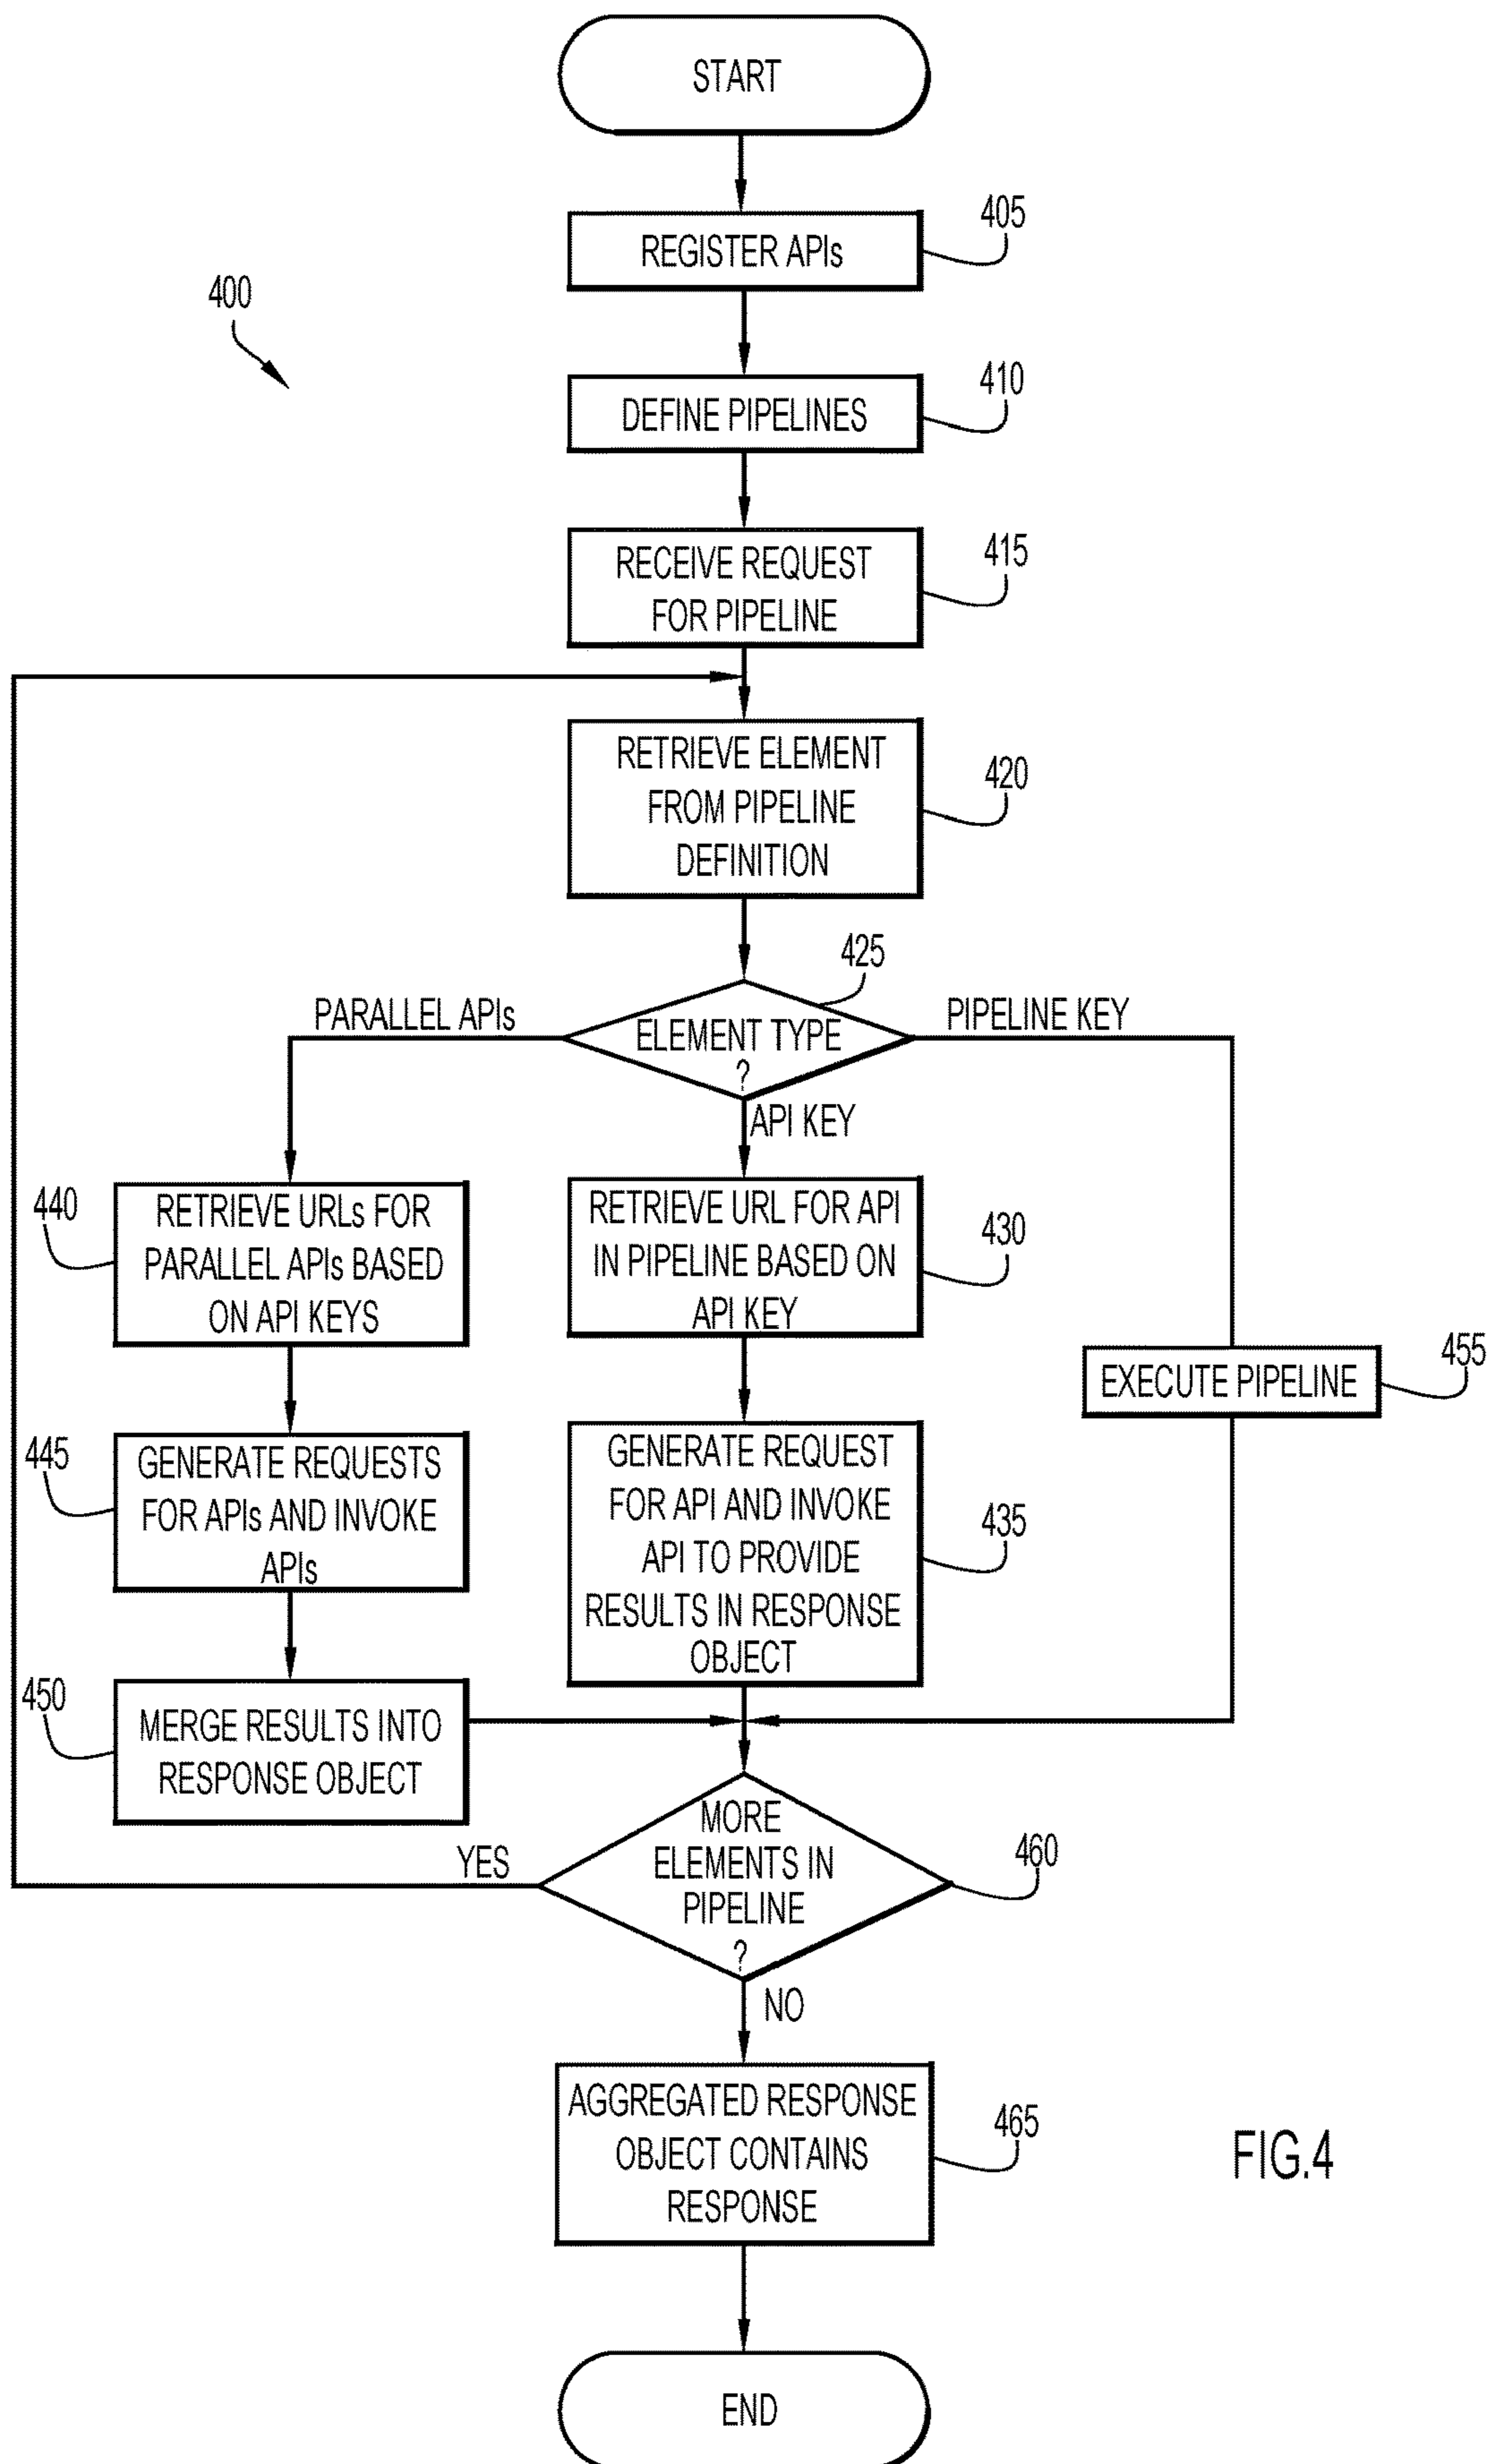 START
405
REGISTER APIs
400
410
DEFINE PIPELINES
415
RECEIVE REQUEST
FOR PIPELINE
420
RETRIEVE ELEMENT
FROM PIPELINE
DEFINITION
425
PARALLEL APIs
ELEMENT TYPE
?
PIPELINE KEY
API KEY
440
RETRIEVE URLs FOR
PARALLEL APIs BASED
ON API KEYS
RETRIEVE URL FOR API
IN PIPELINE BASED ON
API KEY
430
455
EXECUTE PIPELINE
445
GENERATE REQUESTS
FOR APIs AND INVOKE
APIs
GENERATE REQUEST
FOR API AND INVOKE
API TO PROVIDE
RESULTS IN RESPONSE
OBJECT
435
450
MERGE RESULTS INTO
RESPONSE OBJECT
MORE
ELEMENTS IN
PIPELINE
?
460
YES
NO
AGGREGATED RESPONSE
OBJECT CONTAINS
RESPONSE
465
FIG.4
END